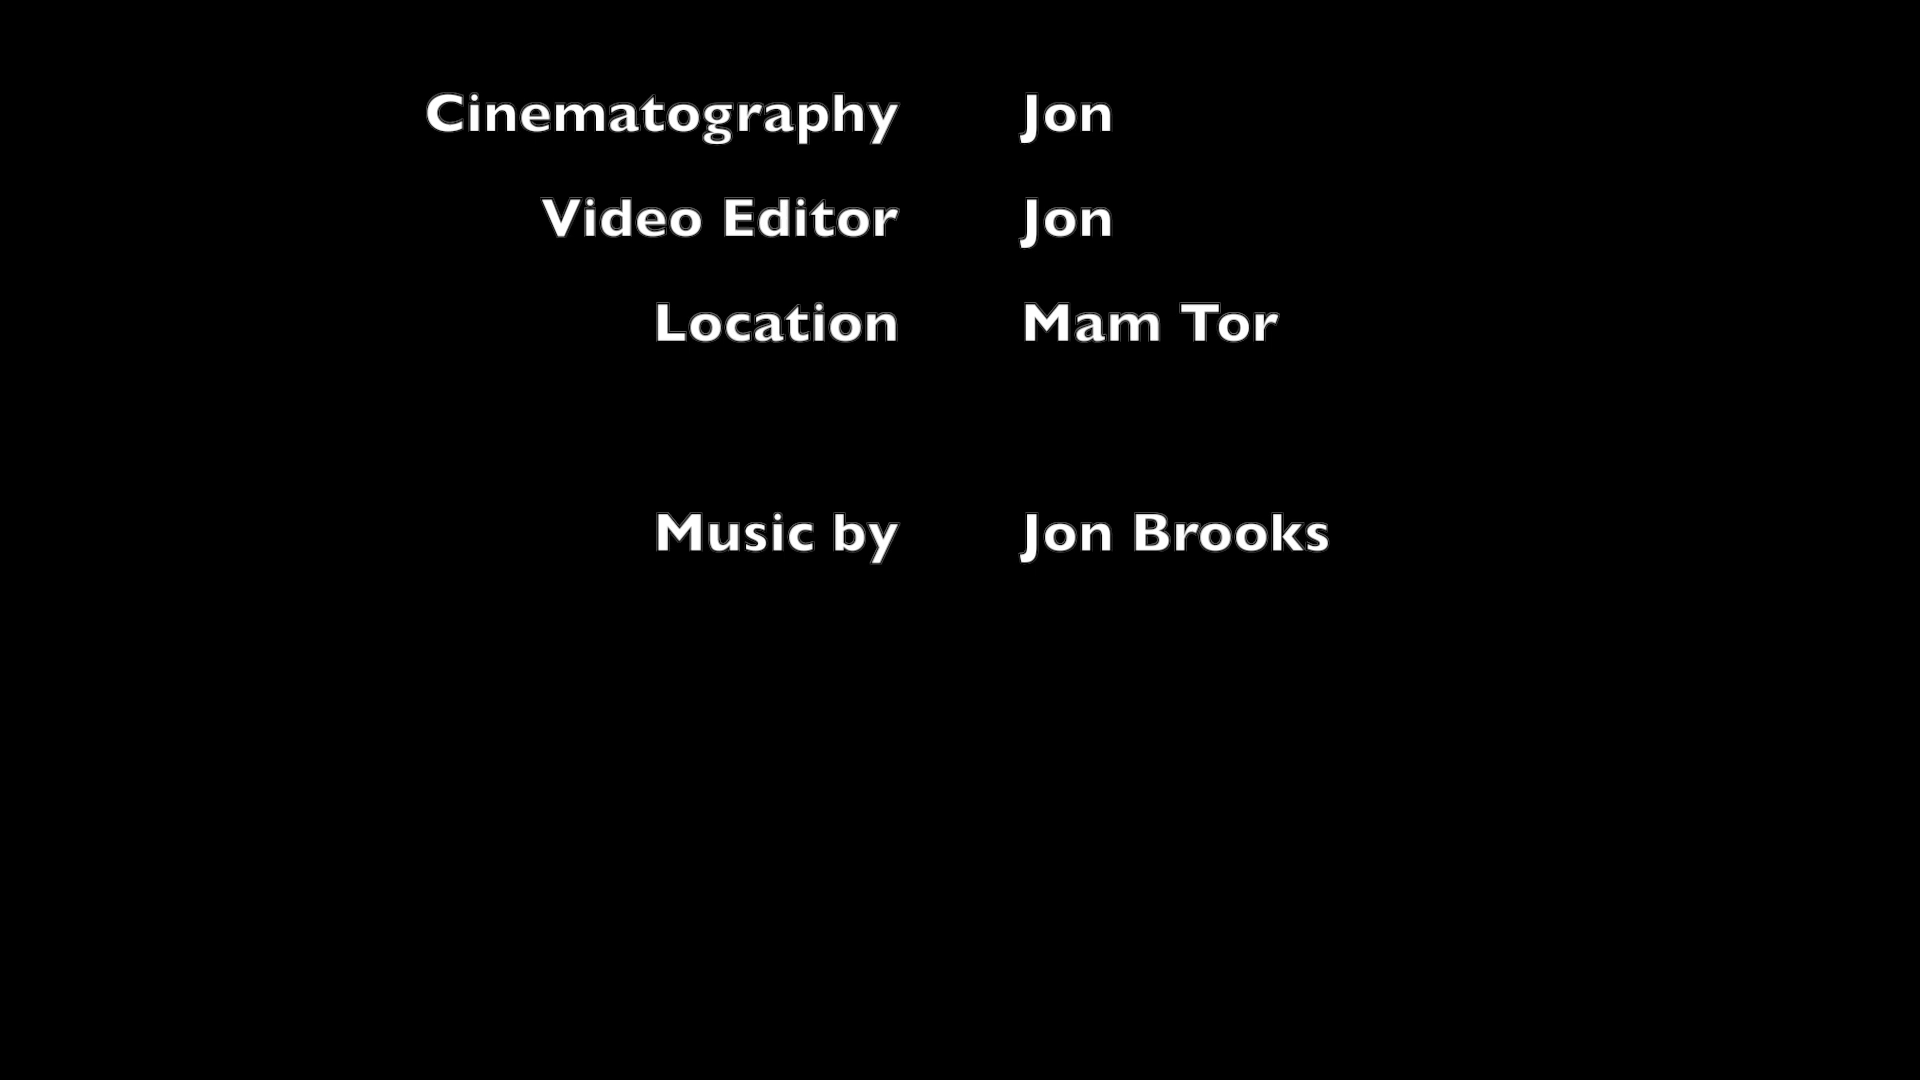 Cinematography Jon
Video Editor Jon
Location Mam Tor
Music by Jon Brooks